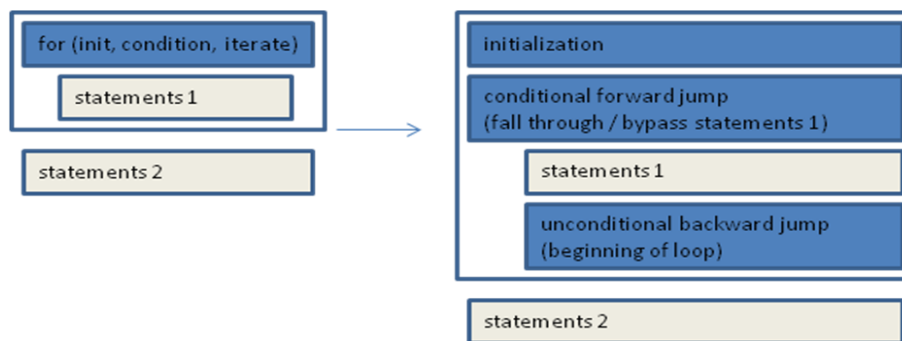 for (init, condition, iterate)
statements 1
statements 2
initialization
conditional forward jump
(fall through / bypass statements 1)
statements 1
unconditional backward jump
(beginning of loop)
statements 2